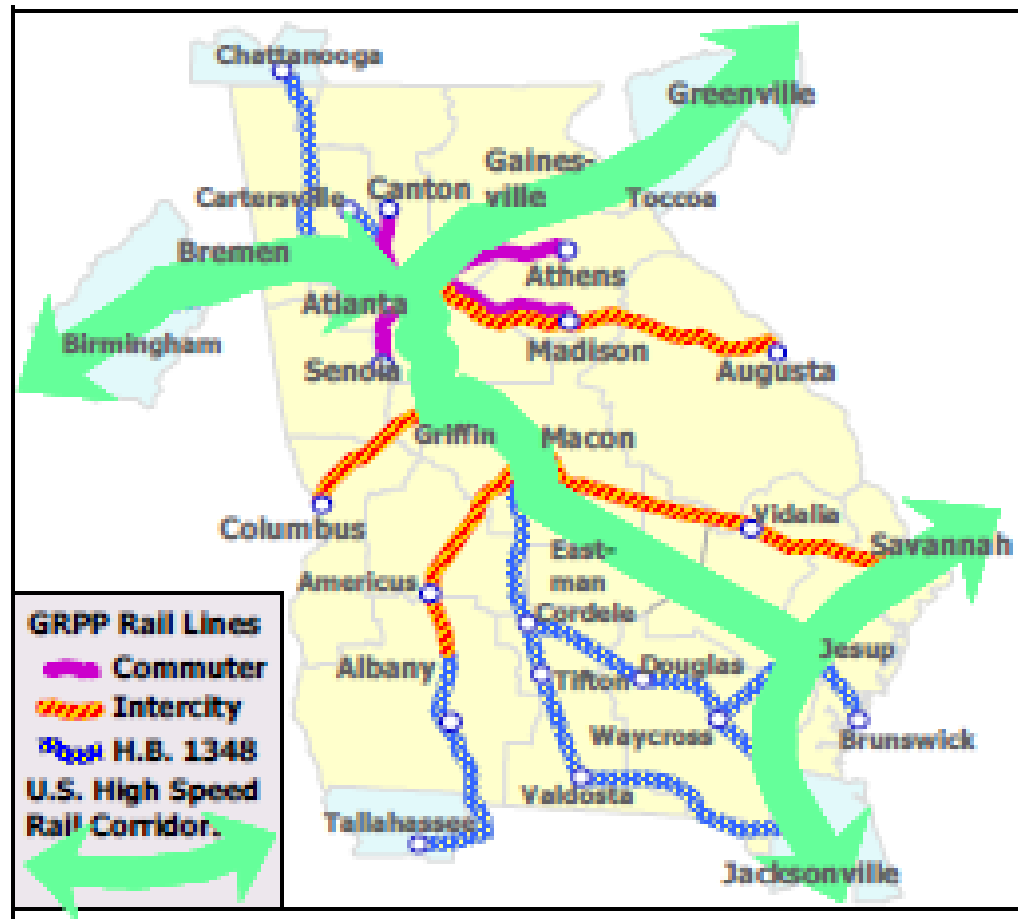 Chattanooga
Greenville
Gaines-
ville
Cartersville
Canton
Toccoa
Bremen
Athens
Atlanta
Birmingham
Madison
Senoia
Augusta
Griffin
Macon
Columbus
Vidalia
Savannah
East-
man
Americus
Cordele
GRPP Rail Lines
Commuter
Intercity
H.B. 1348
U.S. High Speed
Rail Corridor.
Albany
Tifton
Douglas
Jesup
Waycross
Brunswick
Valdosta
Tallahassee
Jacksonville